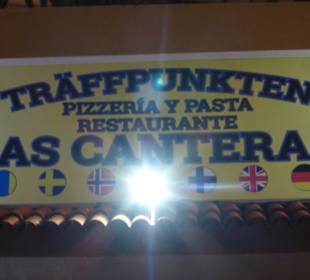 TRÄFFPUNKTEN
PIZZERÍA Y PASTA
RESTAURANTE
AS CANTERA